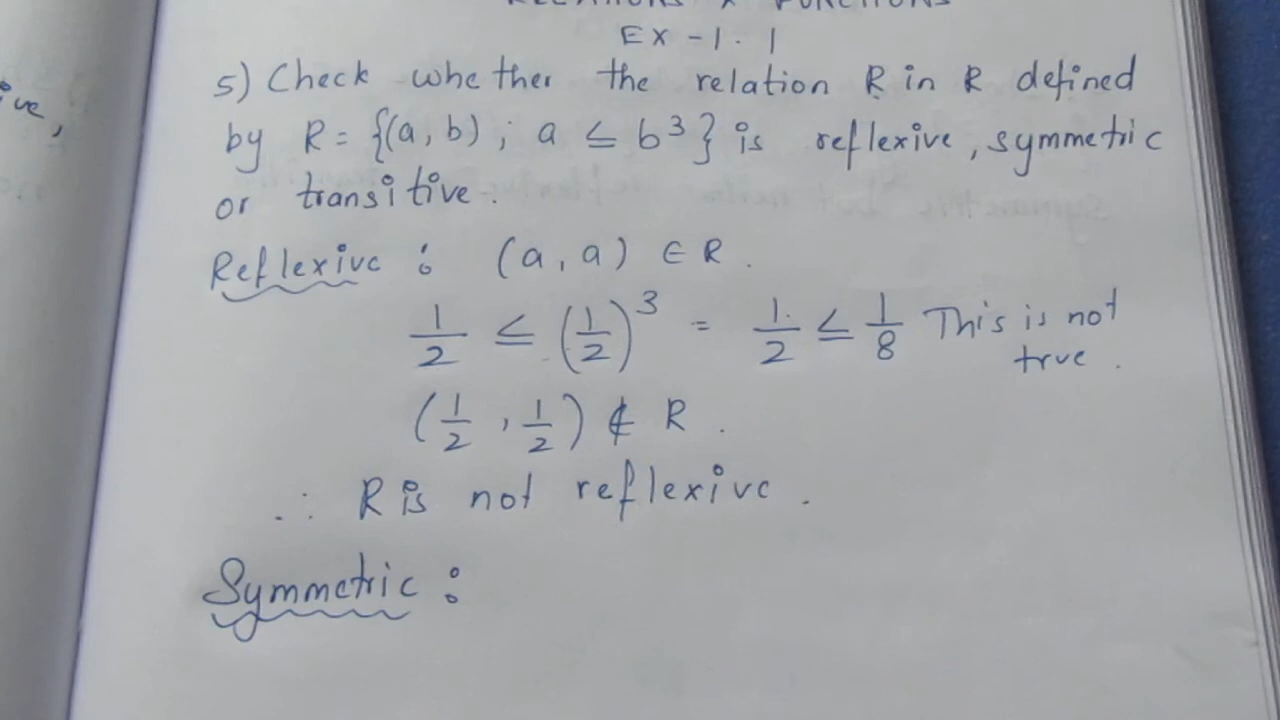 RELATIONS & FUNCTIONS
EX - 1. 1
5) Check whether the relation R in R defined
by R = {(a, b) ; a ≤ b³} is reflexive, symmetric
or transitive.
Reflexive : (a, a) ∈ R.
1/2 ≤ (1/2)³ = 1/2 ≤ 1/8 This is not
true.
(1/2, 1/2) ∉ R.
∴ R is not reflexive.
Symmetric :